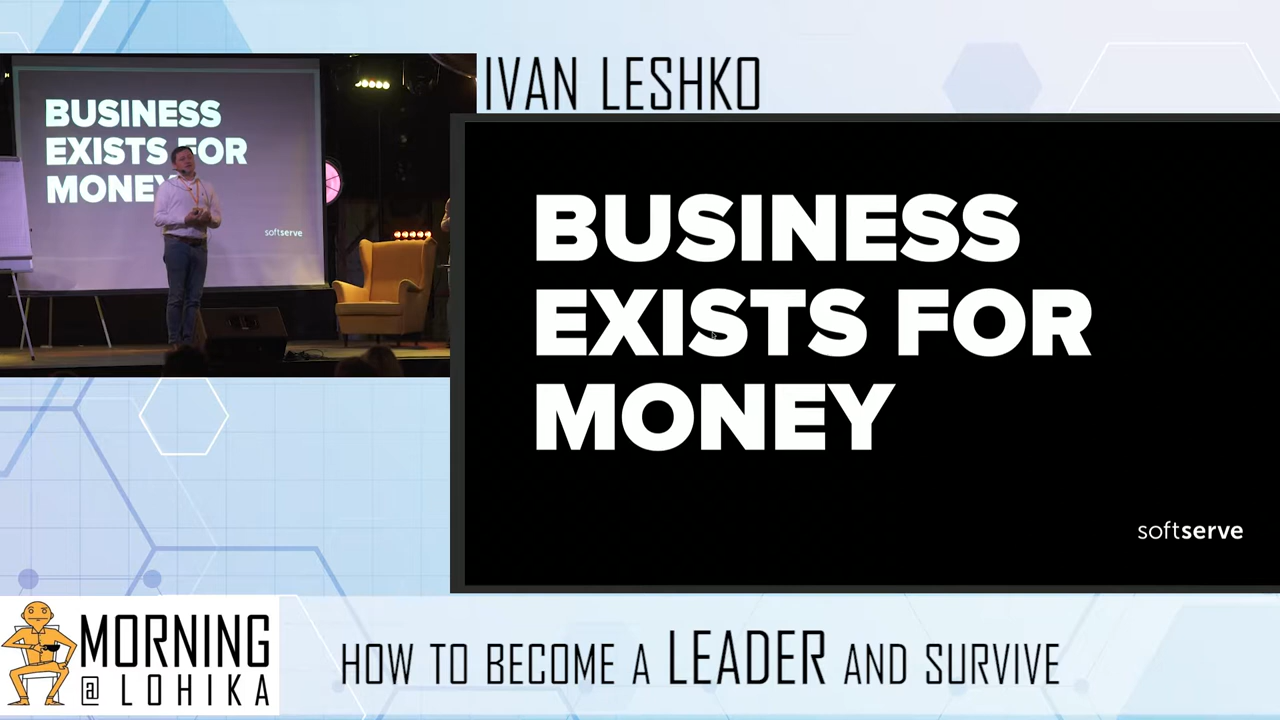 IVAN LESHKO
BUSINESS
EXISTS FOR
MONEY
softserve
BUSINESS
EXISTS FOR
MONEY
softserve
MORNING
@ LOHIKA
HOW TO BECOME A LEADER AND SURVIVE